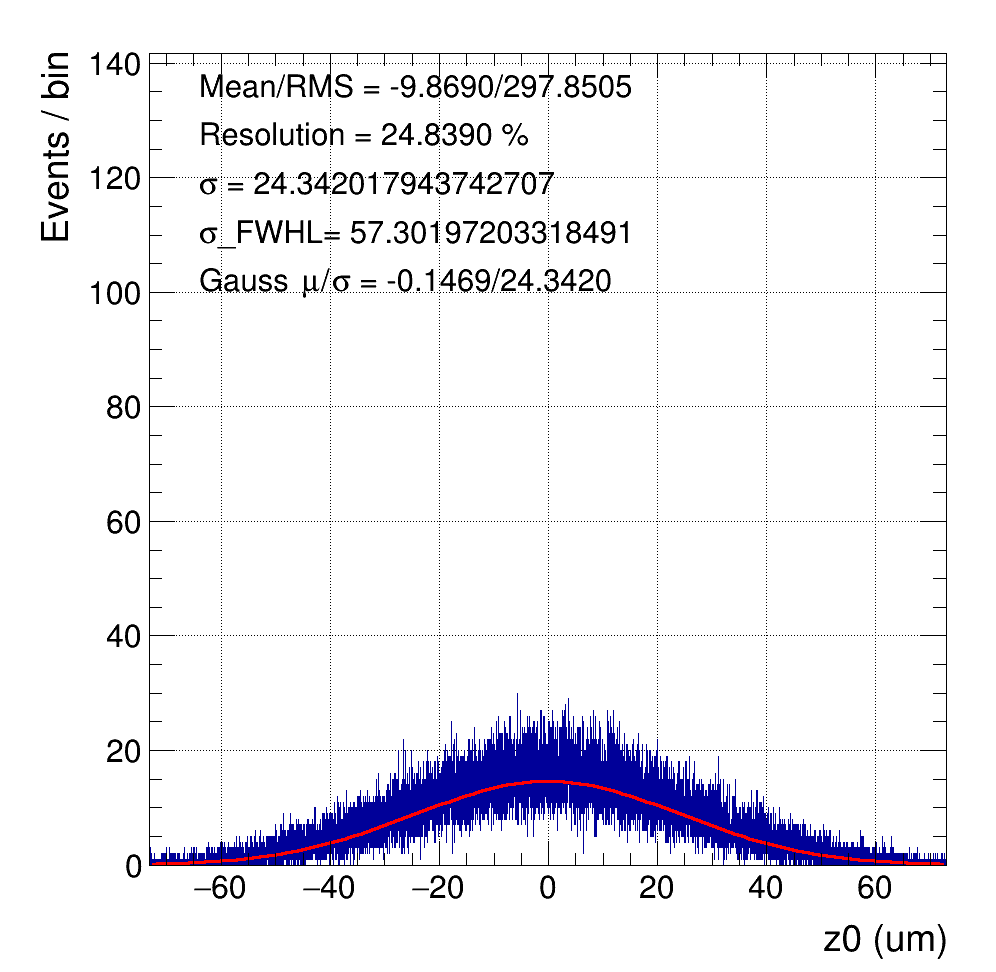 Events / bin
140
120
100
80
60
40
20
0
Mean/RMS = -9.8690/297.8505
Resolution = 24.8390 %
σ = 24.342017943742707
σ_FWHL= 57.30197203318491
Gauss μ/σ = -0.1469/24.3420
−60 −40 −20 0 20 40 60
z0 (um)